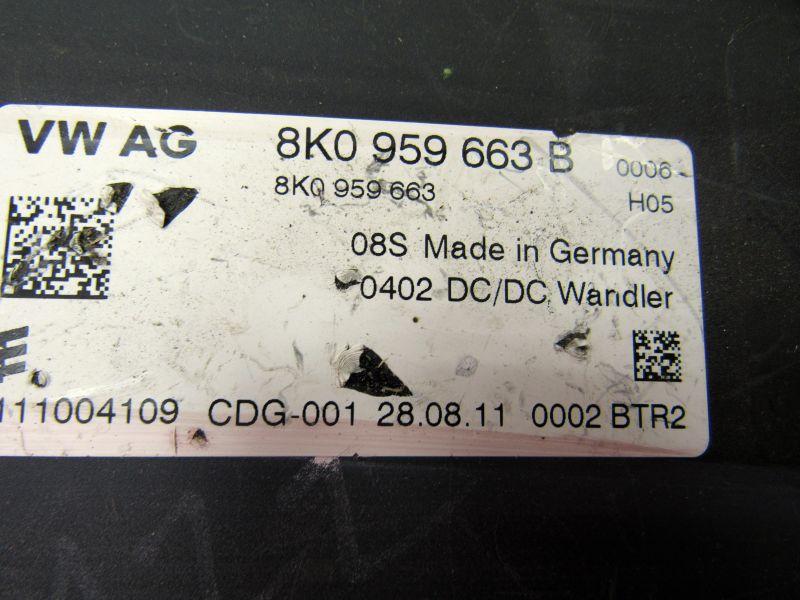 VW AG 8K0 959 663 B 0006
8K0 959 663 H05
08S Made in Germany
0402 DC/DC Wandler
111004109 CDG-001 28.08.11 0002 BTR2